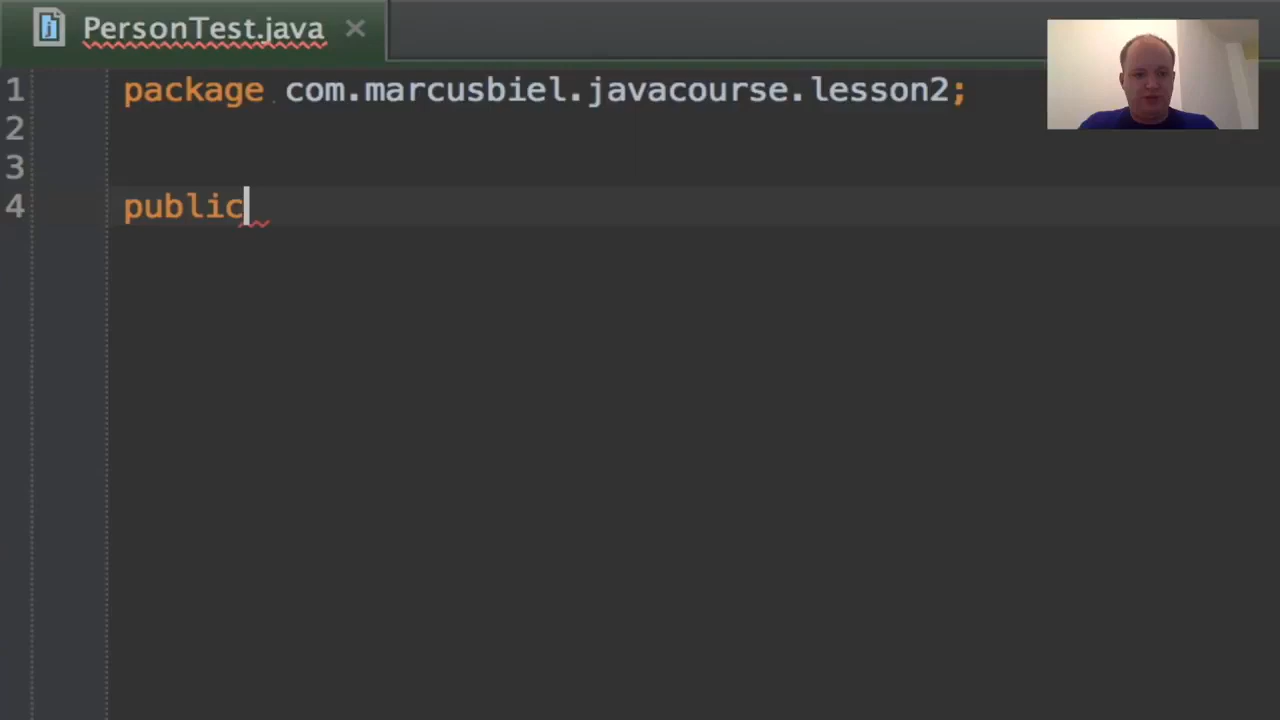 PersonTest.java
1 package com.marcusbiel.javacourse.lesson2;
2
3
4 public